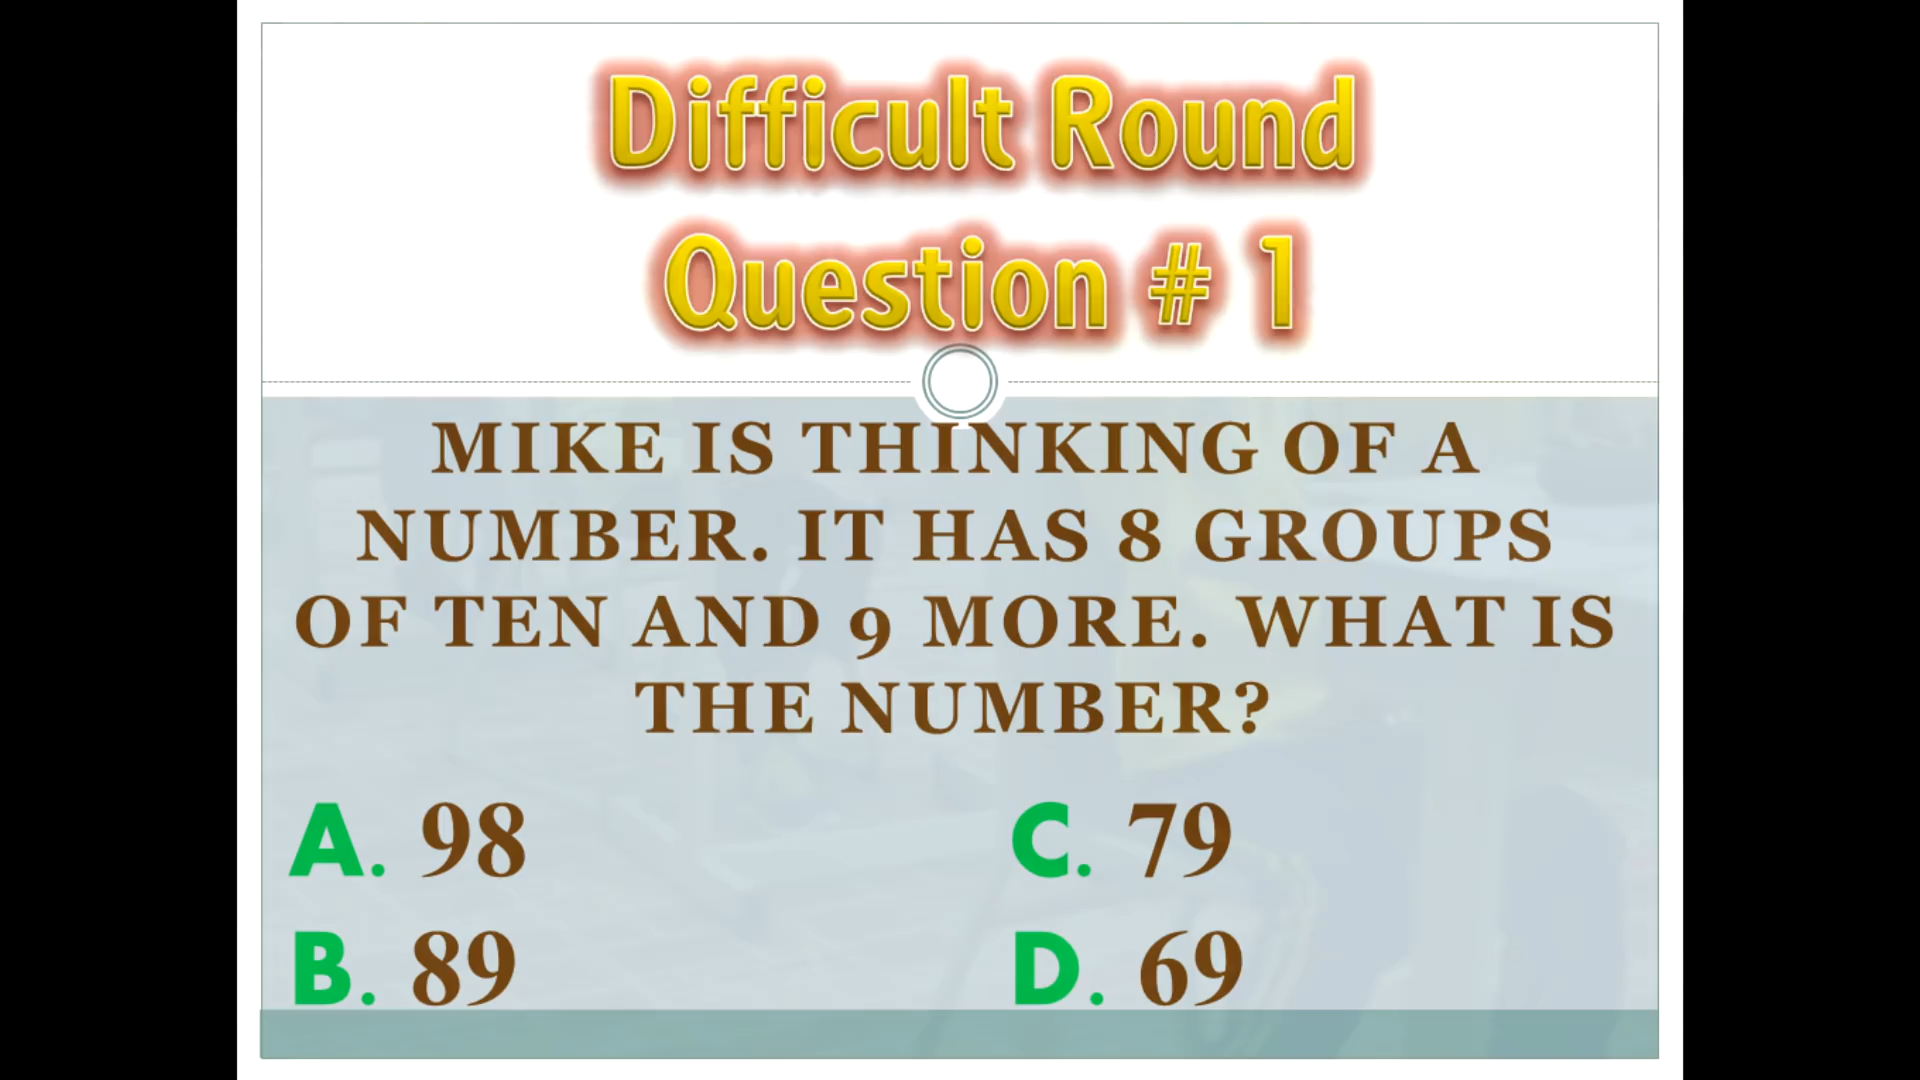 Difficult Round
Question # 1
MIKE IS THINKING OF A
NUMBER. IT HAS 8 GROUPS
OF TEN AND 9 MORE. WHAT IS
THE NUMBER?
A. 98
B. 89
C. 79
D. 69